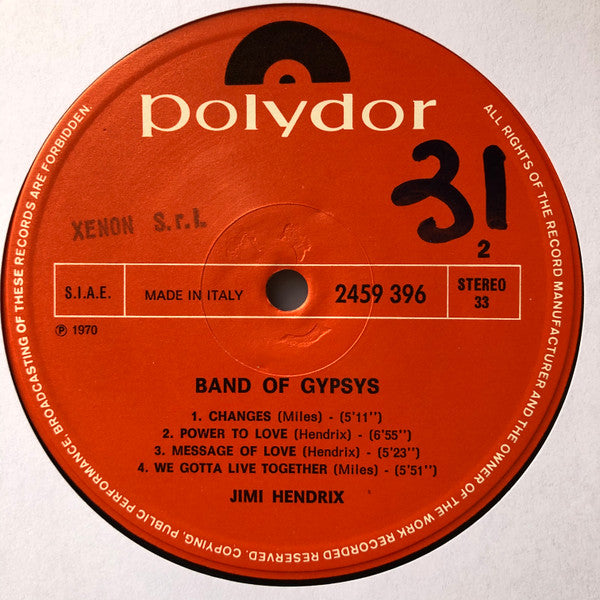 polydor
31
XENON S.r.l.
2
S.I.A.E.
MADE IN ITALY
2459 396
STEREO
33
℗ 1970
BAND OF GYPSYS
1. CHANGES (Miles) - (5'11'')
2. POWER TO LOVE (Hendrix) - (6'55'')
3. MESSAGE OF LOVE (Hendrix) - (5'23'')
4. WE GOTTA LIVE TOGETHER (Miles) - (5'51'')
JIMI HENDRIX
ALL RIGHTS OF THE RECORD MANUFACTURER AND OF THE OWNER OF THE WORK RECORDED RESERVED. COPYING, PUBLIC PERFORMANCE, BROADCASTING OF THESE RECORDS ARE FORBIDDEN.